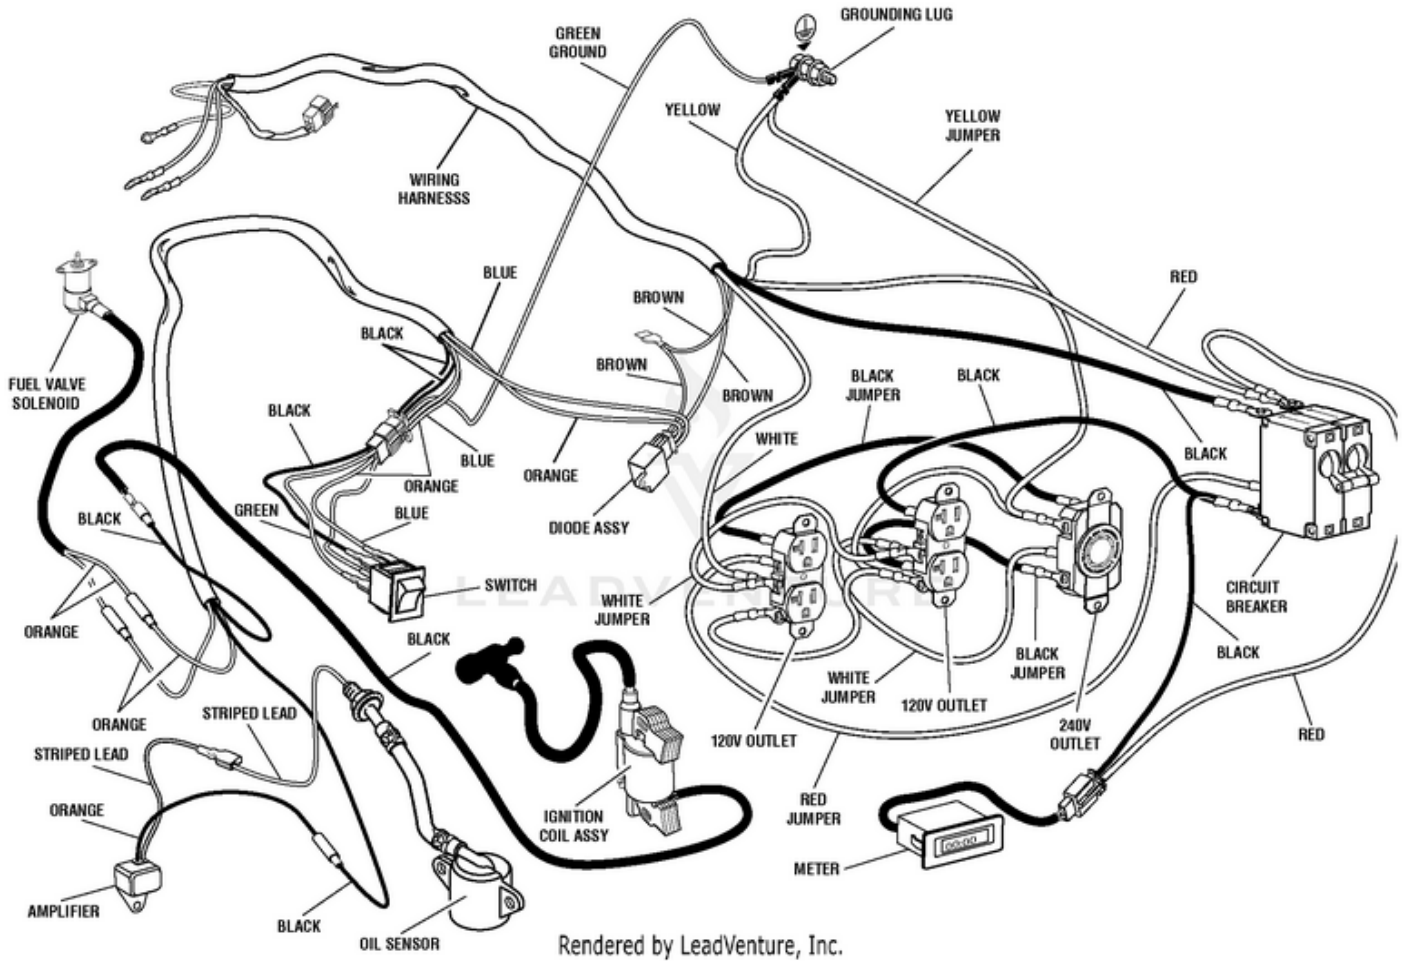 GROUNDING LUG
GREEN
GROUND
YELLOW
YELLOW
JUMPER
WIRING
HARNESSS
BLUE
RED
BROWN
BLACK
BROWN
BLACK
JUMPER
BLACK
FUEL VALVE
SOLENOID
BROWN
BLACK
WHITE
BLACK
BLUE
ORANGE
ORANGE
GREEN
BLUE
BLACK
DIODE ASSY
SWITCH
LEADVENTURE
CIRCUIT
BREAKER
WHITE
JUMPER
ORANGE
BLACK
BLACK
JUMPER
BLACK
WHITE
JUMPER
120V OUTLET
STRIPED LEAD
ORANGE
240V
OUTLET
120V OUTLET
RED
STRIPED LEAD
RED
JUMPER
ORANGE
IGNITION
COIL ASSY
00:04
METER
AMPLIFIER
BLACK
OIL SENSOR
Rendered by LeadVenture, Inc.